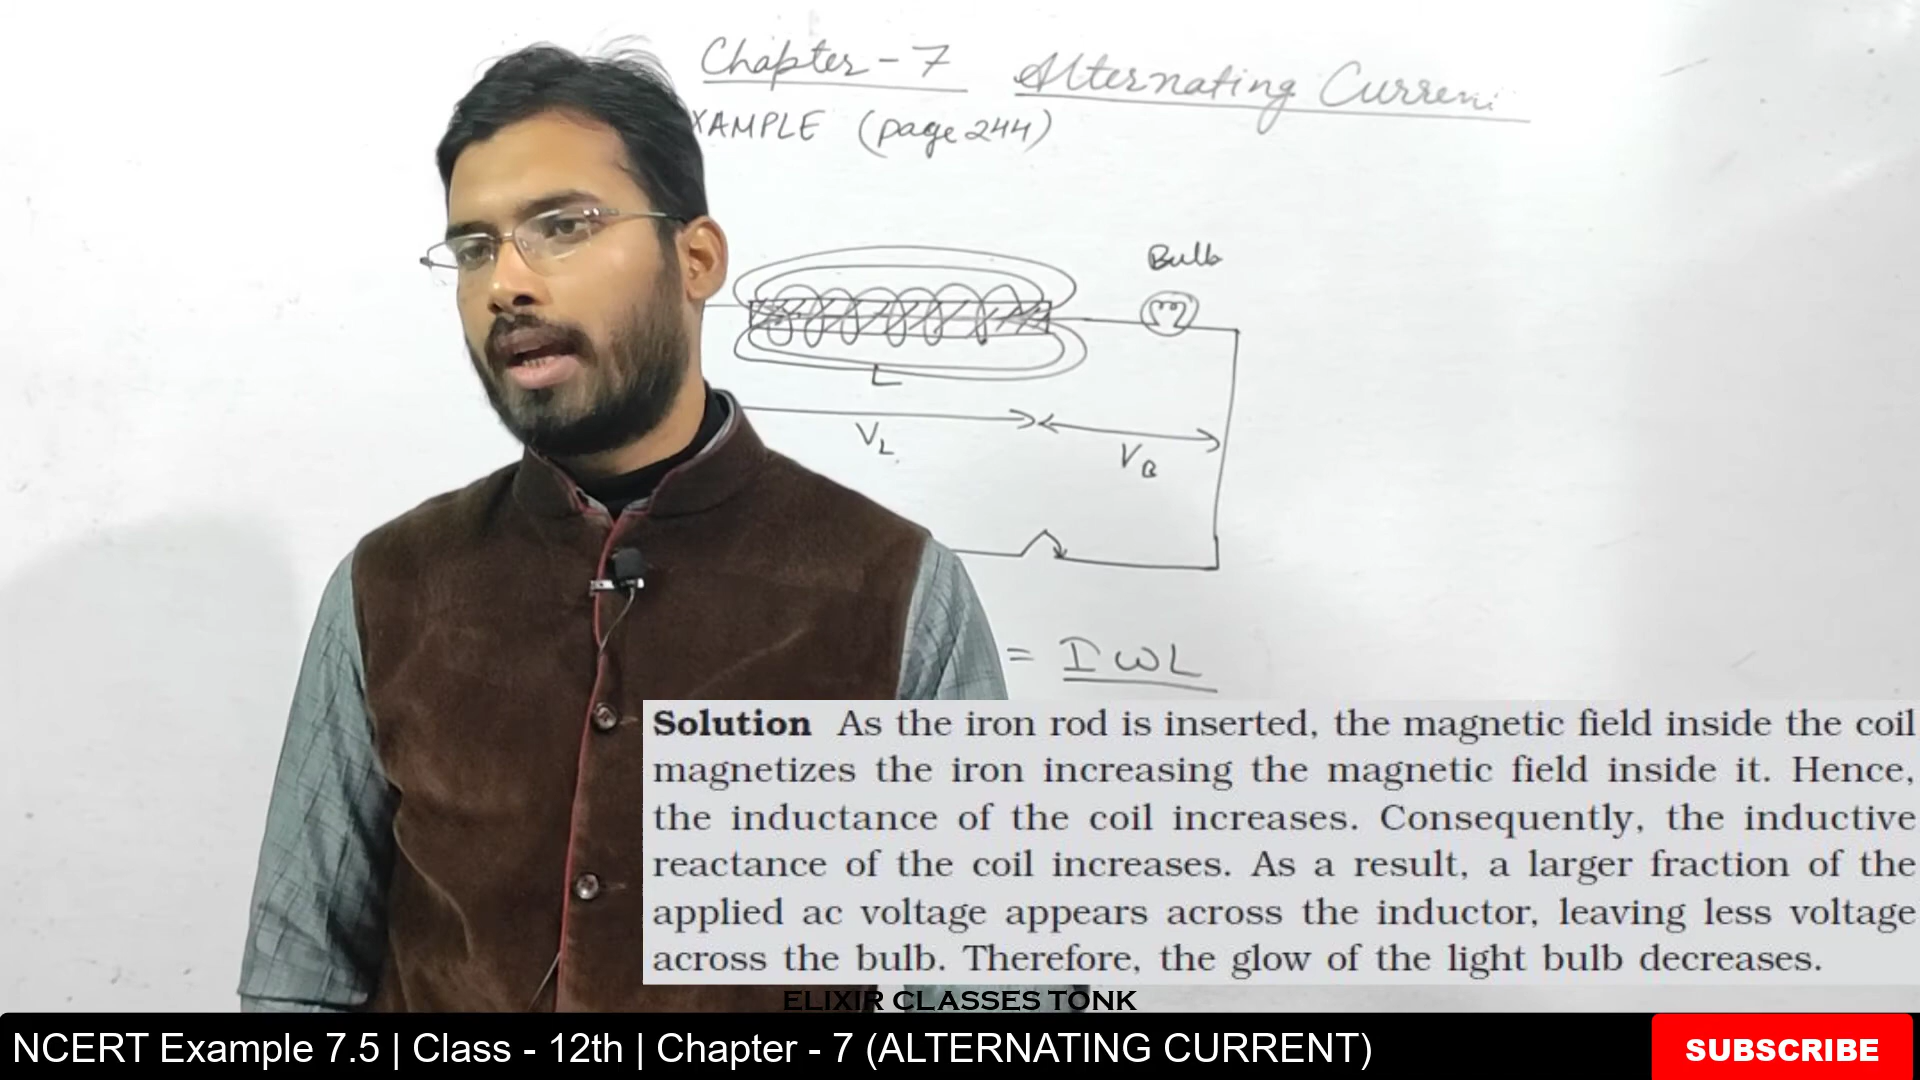 Chapter - 7 Alternating Current
XAMPLE (page 244)
Bulb
L
VL
VB
= IωL
Solution As the iron rod is inserted, the magnetic field inside the coil
magnetizes the iron increasing the magnetic field inside it. Hence,
the inductance of the coil increases. Consequently, the inductive
reactance of the coil increases. As a result, a larger fraction of the
applied ac voltage appears across the inductor, leaving less voltage
across the bulb. Therefore, the glow of the light bulb decreases.
ELIXIR CLASSES TONK
NCERT Example 7.5 | Class - 12th | Chapter - 7 (ALTERNATING CURRENT)
SUBSCRIBE